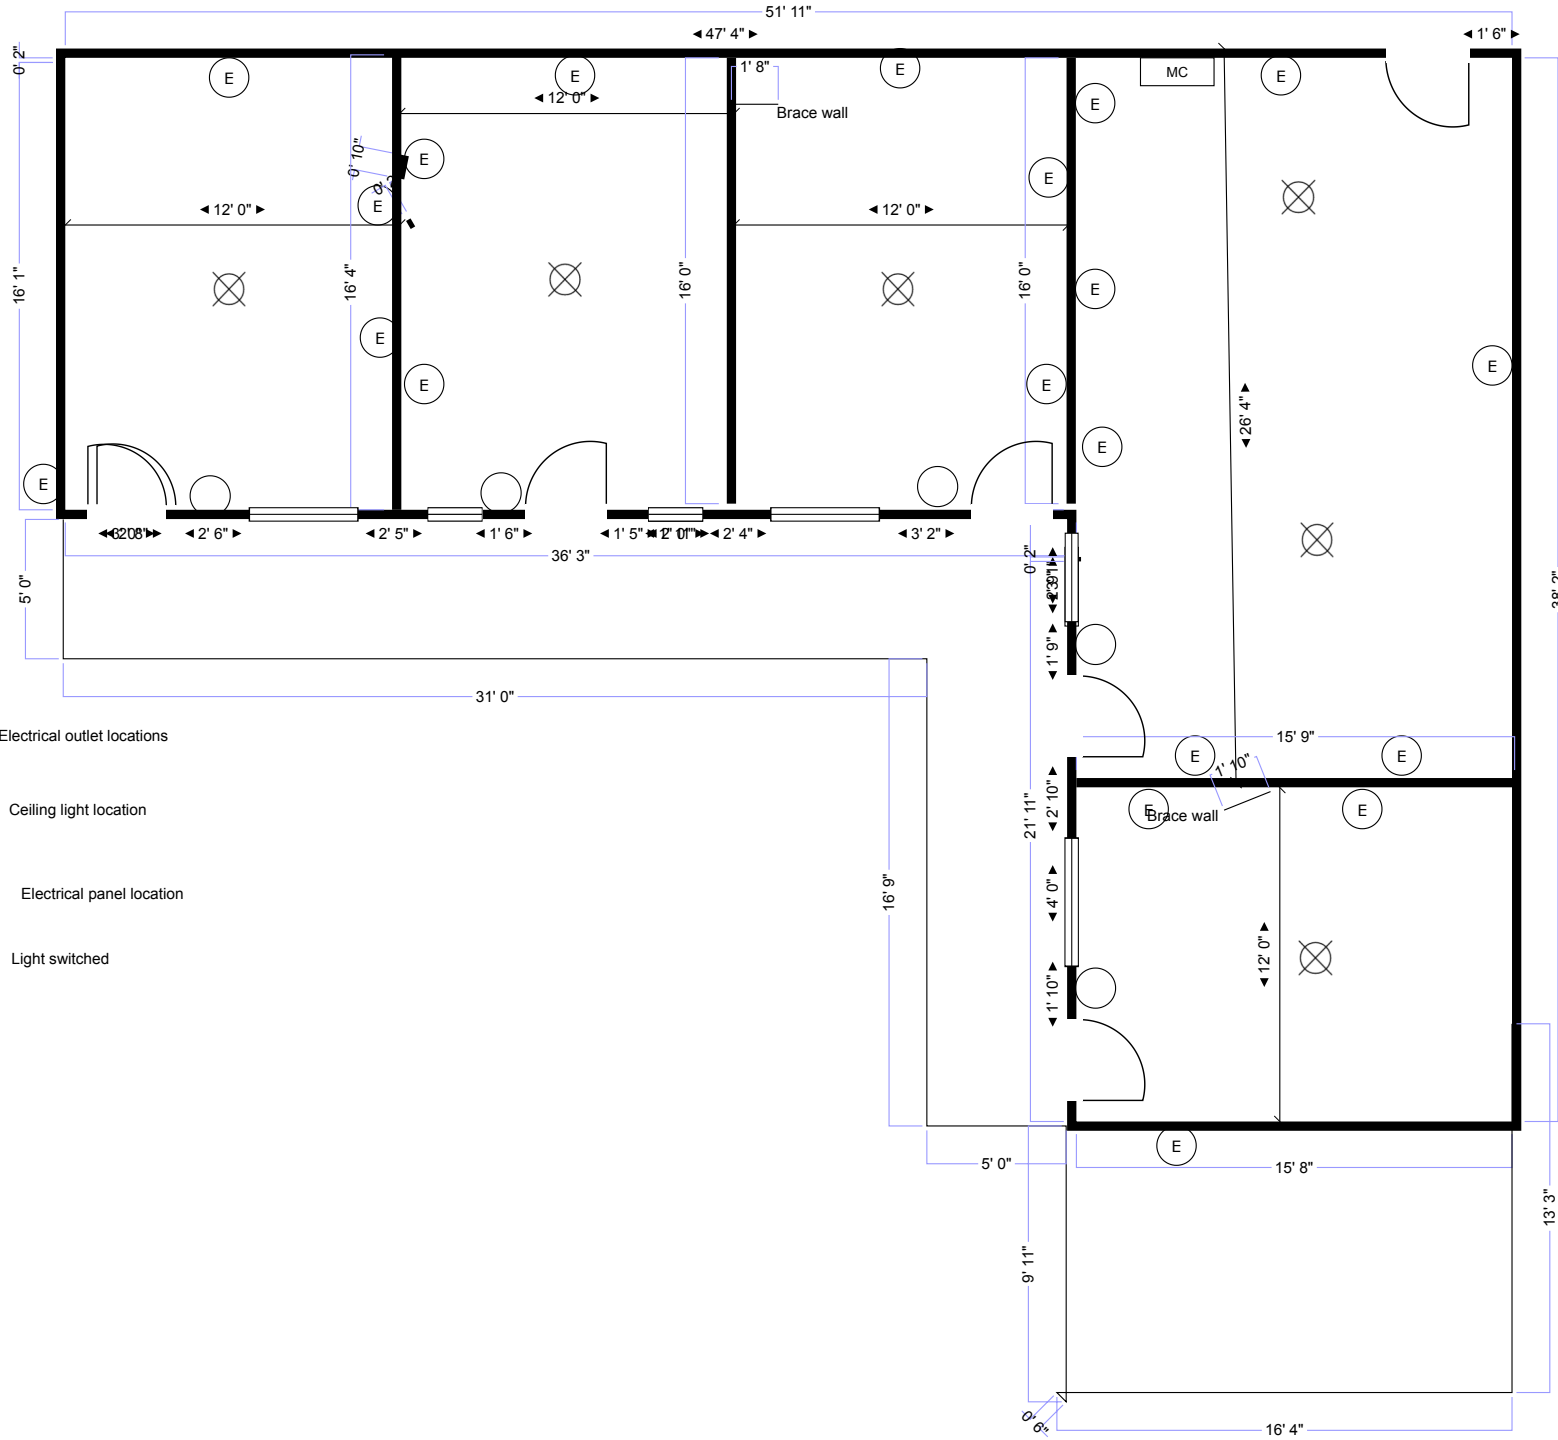 51' 11"
47' 4"
1' 6"
0' 2"
E
E
E
1' 8"
MC
E
12' 0"
E
Brace wall
0' 10"
E
E
E
12' 0"
12' 0"
16' 1"
16' 4"
16' 0"
16' 0"
E
E
E
E
E
E
26' 4"
E
E
2' 6"
2' 5"
1' 6"
1' 5"
2' 4"
3' 2"
36' 3"
0' 2"
5' 0"
38' 2"
1' 9"
31' 0"
Electrical outlet locations
15' 9"
E
E
1' 10"
2' 10"
Ceiling light location
E
Brace wall
E
21' 11"
Electrical panel location
16' 9"
4' 0"
12' 0"
Light switched
1' 10"
E
5' 0"
15' 8"
13' 3"
9' 11"
0' 6"
16' 4"